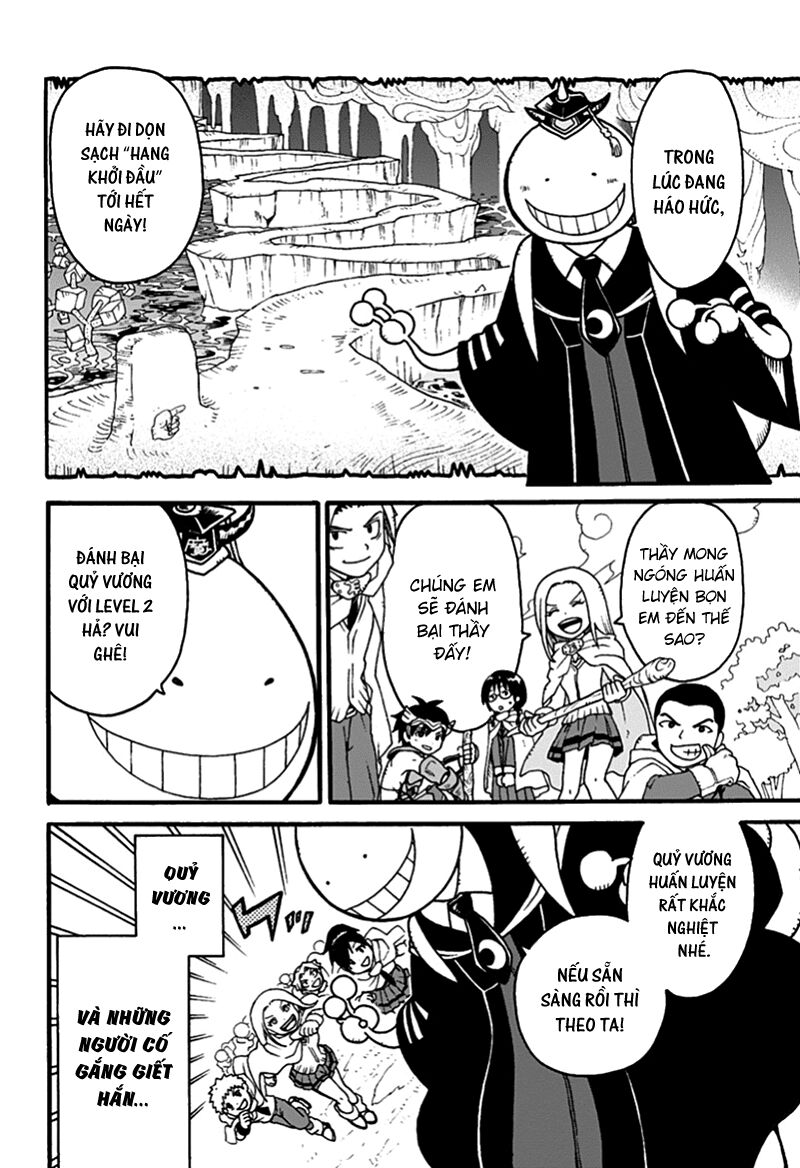 TRONG
LÚC ĐANG
HÁO HỨC,
HÃY ĐI DỌN
SẠCH “HANG
KHỞI ĐẦU”
TỚI HẾT
NGÀY!
THẦY MONG
NGÓNG HUẤN
LUYỆN BỌN
EM ĐẾN THẾ
SAO?
CHÚNG EM
SẼ ĐÁNH
BẠI THẦY
ĐẤY!
ĐÁNH BẠI
QUỶ VƯƠNG
VỚI LEVEL 2
HẢ? VUI
GHÊ!
QUỶ VƯƠNG
HUẤN LUYỆN
RẤT KHẮC
NGHIỆT
NHÉ.
NẾU SẴN
SÀNG RỒI THÌ
THEO TA!
QUỶ
VƯƠNG
...
VÀ NHỮNG
NGƯỜI CỐ
GẮNG GIẾT
HẮN...